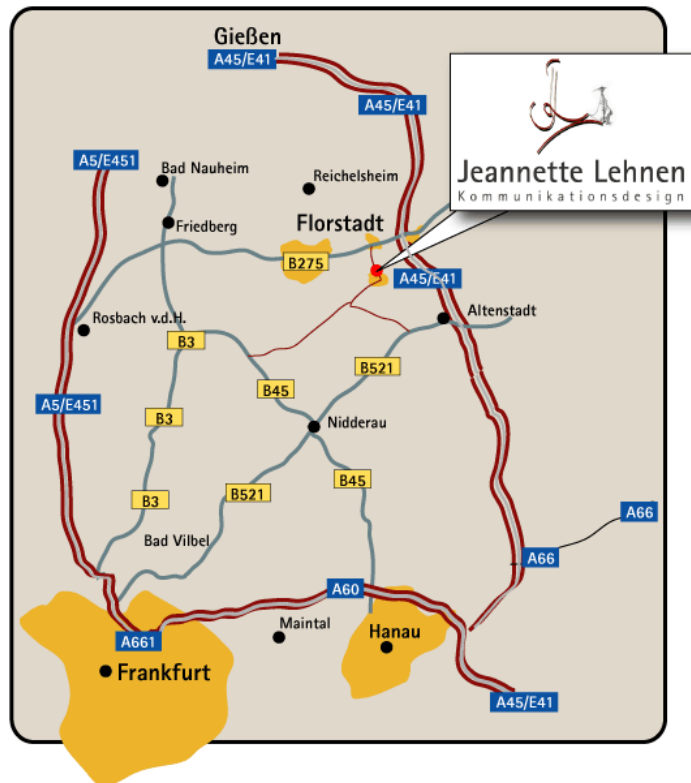 Gießen
A45/E41
A45/E41
Jeannette Lehnen
Kommunikationsdesign
A5/E451
Bad Nauheim
Reichelsheim
Friedberg
Florstadt
B275
A45/E41
Rosbach v.d.H.
Altenstadt
B3
B521
B45
A5/E451
B3
Nidderau
B45
B521
B3
A66
Bad Vilbel
A66
A60
Maintal
Hanau
A661
Frankfurt
A45/E41